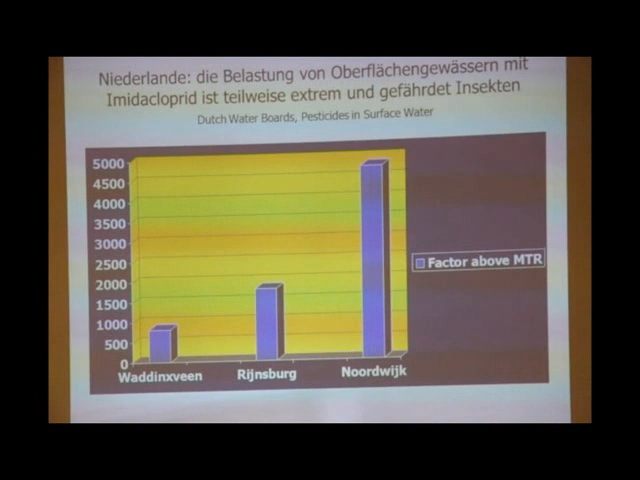 Niederlande: die Belastung von Oberflächengewässern mit
Imidacloprid ist teilweise extrem und gefährdet Insekten
Dutch Water Boards, Pesticides in Surface Water
5000
4500
4000
3500
3000
2500
2000
1500
1000
500
0
Waddinxveen Rijnsburg Noordwijk
Factor above MTR